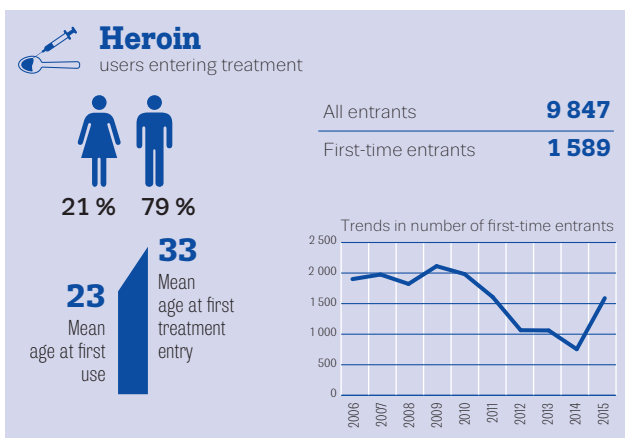 Heroin
users entering treatment
21 % 79 %
23
Mean
age at first
use
33
Mean
age at first
treatment
entry
All entrants 9 847
First-time entrants 1 589
Trends in number of first-time entrants
2 500
2 000
1 500
1 000
500
0
2006 2007 2008 2009 2010 2011 2012 2013 2014 2015